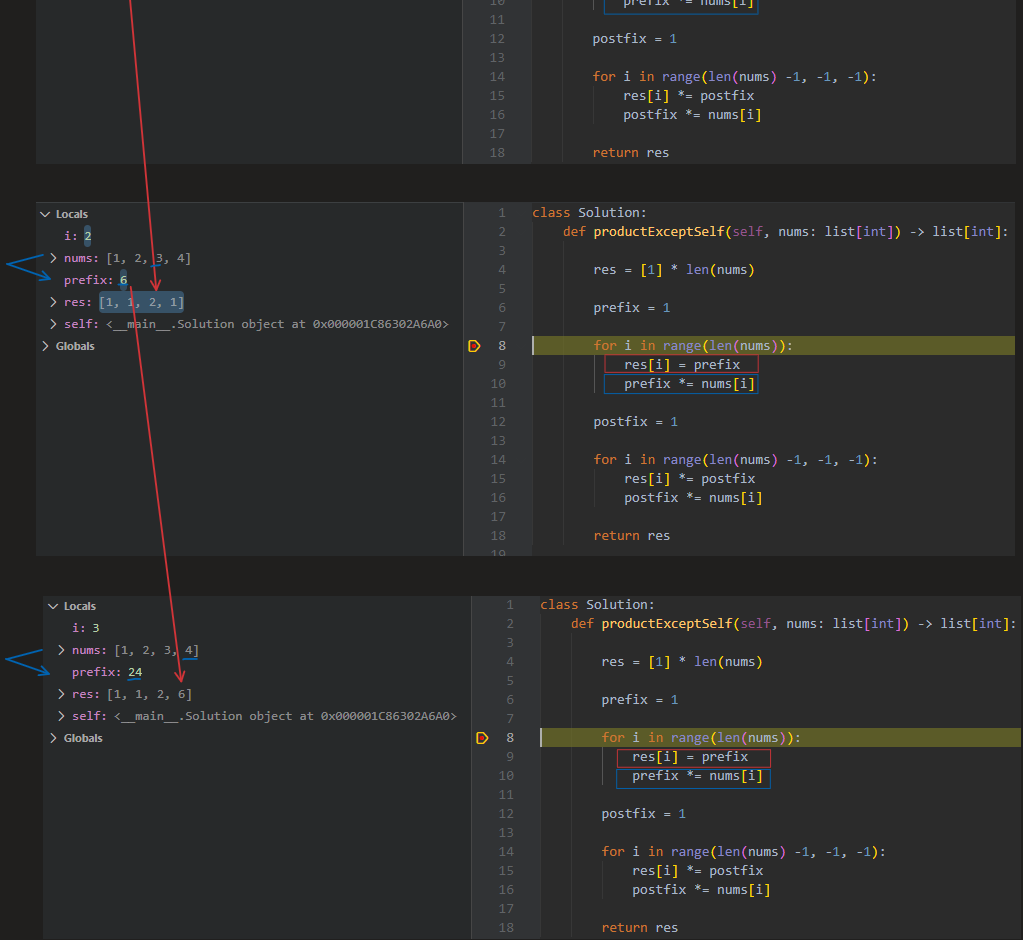 10 prefix *= nums[i]
11
12 postfix = 1
13
14 for i in range(len(nums) -1, -1, -1):
15 res[i] *= postfix
16 postfix *= nums[i]
17
18 return res
Locals
i: 2
nums: [1, 2, 3, 4]
prefix: 6
res: [1, 1, 2, 1]
self: <__main__.Solution object at 0x000001C86302A6A0>
Globals
1 class Solution:
2 def productExceptSelf(self, nums: list[int]) -> list[int]:
3
4 res = [1] * len(nums)
5
6 prefix = 1
7
8 for i in range(len(nums)):
9 res[i] = prefix
10 prefix *= nums[i]
11
12 postfix = 1
13
14 for i in range(len(nums) -1, -1, -1):
15 res[i] *= postfix
16 postfix *= nums[i]
17
18 return res
19
Locals
i: 3
nums: [1, 2, 3, 4]
prefix: 24
res: [1, 1, 2, 6]
self: <__main__.Solution object at 0x000001C86302A6A0>
Globals
1 class Solution:
2 def productExceptSelf(self, nums: list[int]) -> list[int]:
3
4 res = [1] * len(nums)
5
6 prefix = 1
7
8 for i in range(len(nums)):
9 res[i] = prefix
10 prefix *= nums[i]
11
12 postfix = 1
13
14 for i in range(len(nums) -1, -1, -1):
15 res[i] *= postfix
16 postfix *= nums[i]
17
18 return res